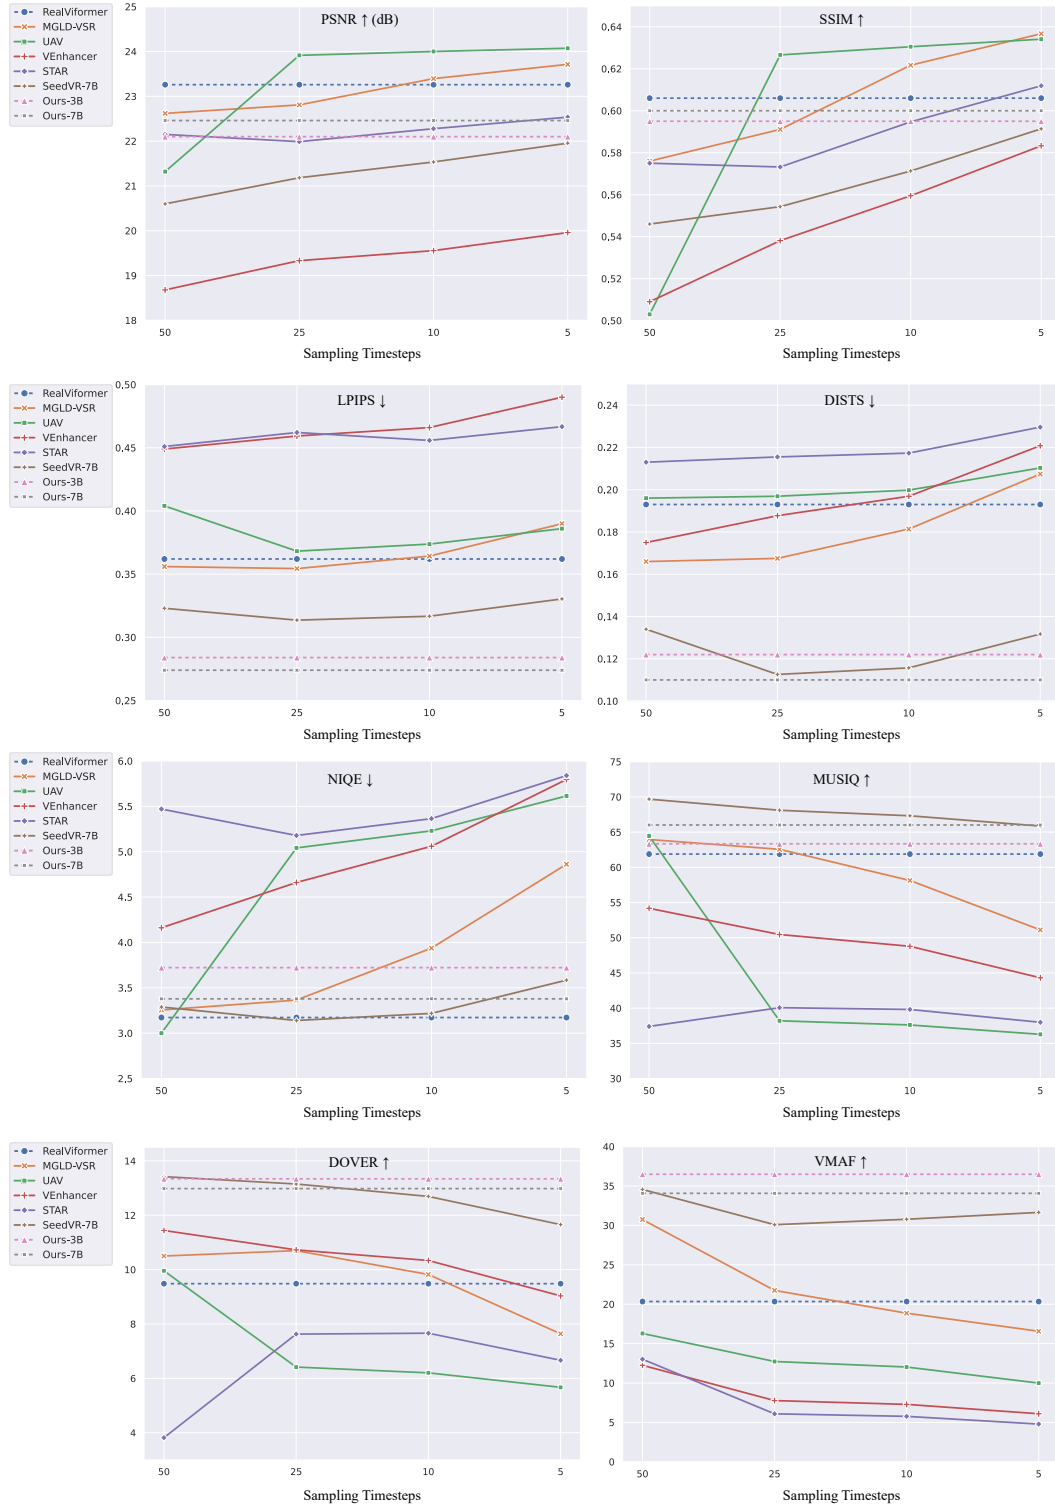 RealViformer
MGLD-VSR
UAV
VEnhancer
STAR
SeedVR-7B
Ours-3B
Ours-7B
PSNR ↑ (dB)
25
24
23
22
21
20
19
18
50 25 10 5
Sampling Timesteps
SSIM ↑
0.64
0.62
0.60
0.58
0.56
0.54
0.52
0.50
50 25 10 5
Sampling Timesteps
RealViformer
MGLD-VSR
UAV
VEnhancer
STAR
SeedVR-7B
Ours-3B
Ours-7B
LPIPS ↓
0.50
0.45
0.40
0.35
0.30
0.25
50 25 10 5
Sampling Timesteps
DISTS ↓
0.24
0.22
0.20
0.18
0.16
0.14
0.12
0.10
50 25 10 5
Sampling Timesteps
RealViformer
MGLD-VSR
UAV
VEnhancer
STAR
SeedVR-7B
Ours-3B
Ours-7B
NIQE ↓
6.0
5.5
5.0
4.5
4.0
3.5
3.0
2.5
50 25 10 5
Sampling Timesteps
MUSIQ ↑
75
70
65
60
55
50
45
40
35
30
50 25 10 5
Sampling Timesteps
RealViformer
MGLD-VSR
UAV
VEnhancer
STAR
SeedVR-7B
Ours-3B
Ours-7B
DOVER ↑
14
12
10
8
6
4
50 25 10 5
Sampling Timesteps
VMAF ↑
40
35
30
25
20
15
10
5
0
50 25 10 5
Sampling Timesteps